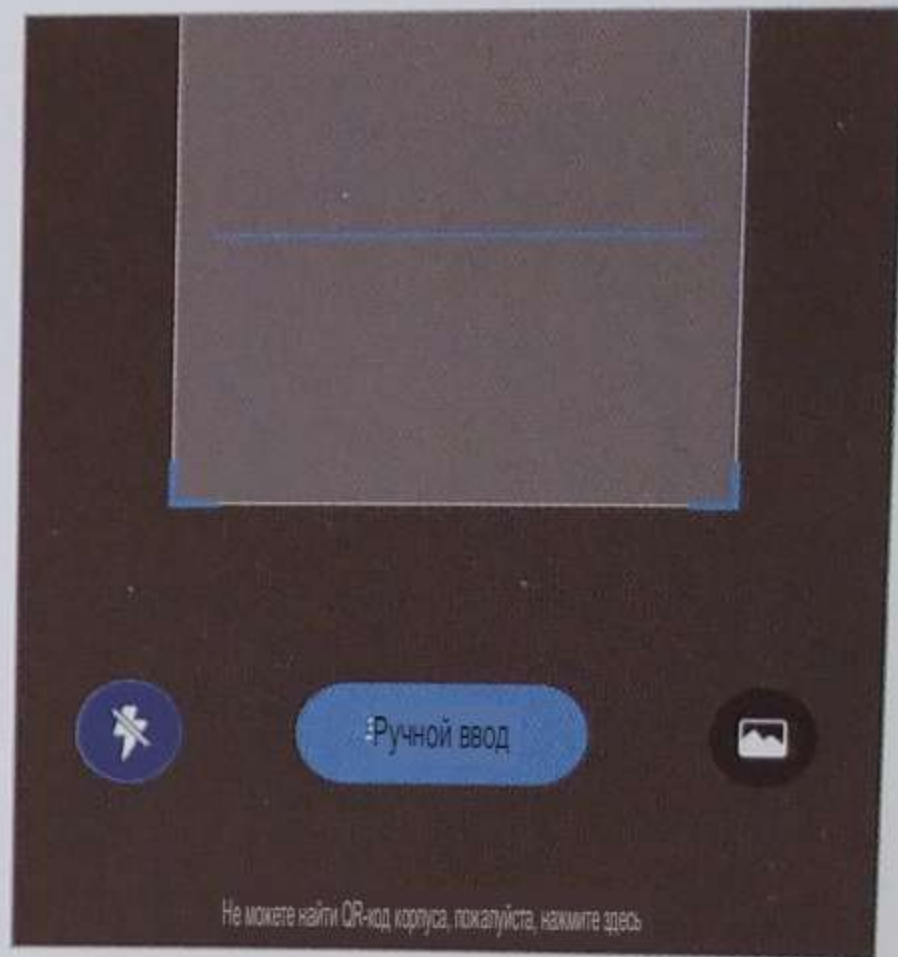 Ручной ввод
Не можете найти QR-код корпуса, пожалуйста, нажмите здесь